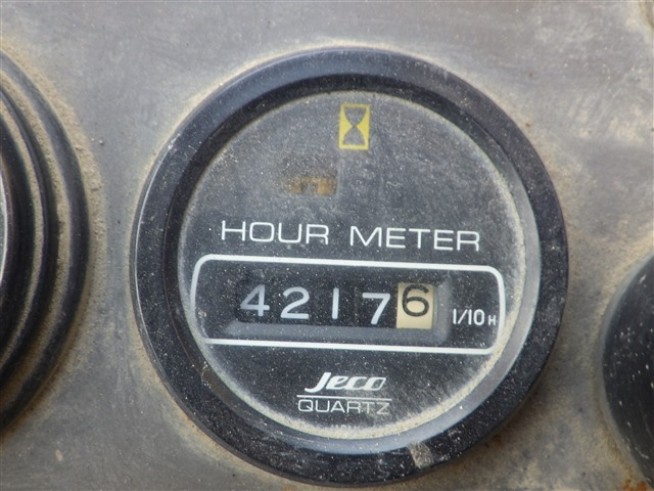 HOUR METER
42176 1/10H
Jeco
QUARTZ